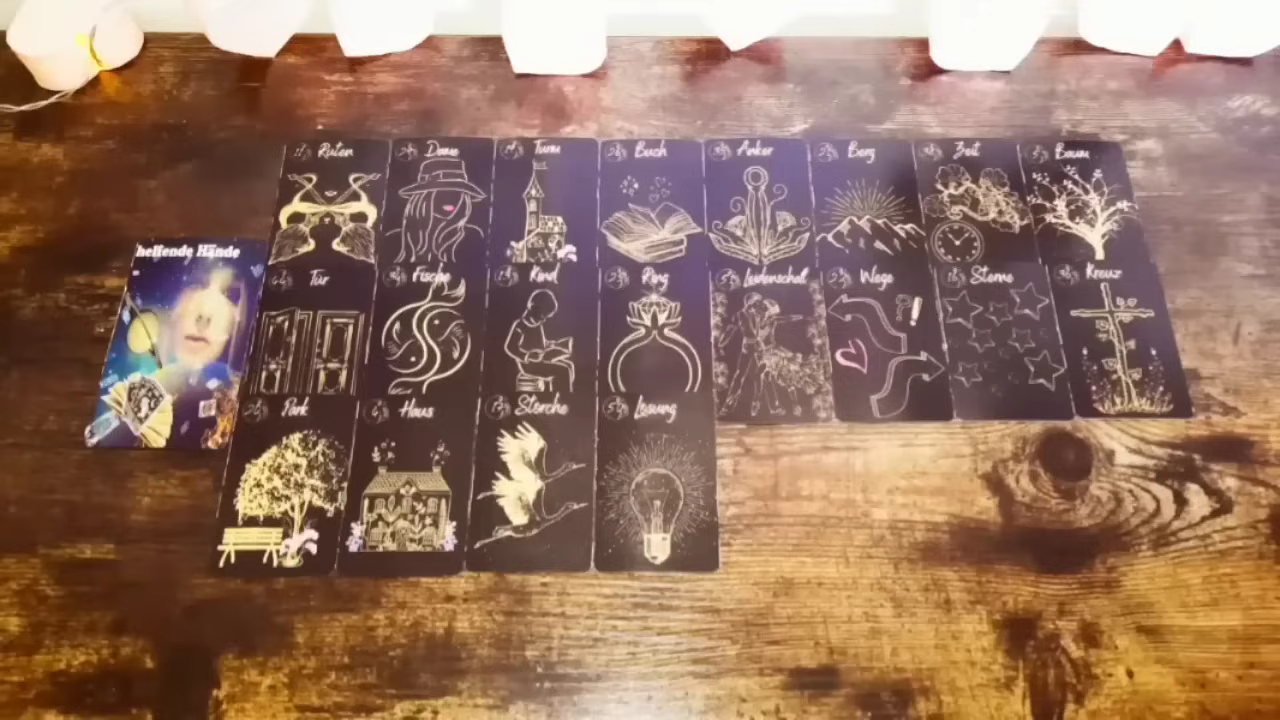 helfende Hände
Ruten
Dame
Turm
Buch
Anker
Berg
Zeit
Baum
Tür
Fische
Kind
Ring
Leidenschaft
Wege
Sterne
Kreuz
Park
Haus
Störche
Lösung